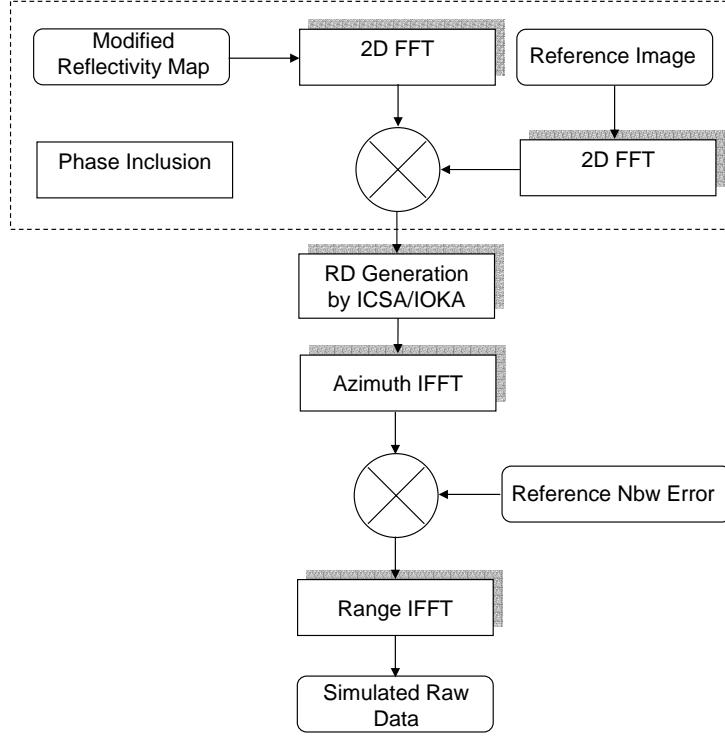 Modified
Reflectivity Map
2D FFT
Reference Image
Phase Inclusion
2D FFT
RD Generation
by ICSA/IOKA
Azimuth IFFT
Reference Nbw Error
Range IFFT
Simulated Raw
Data